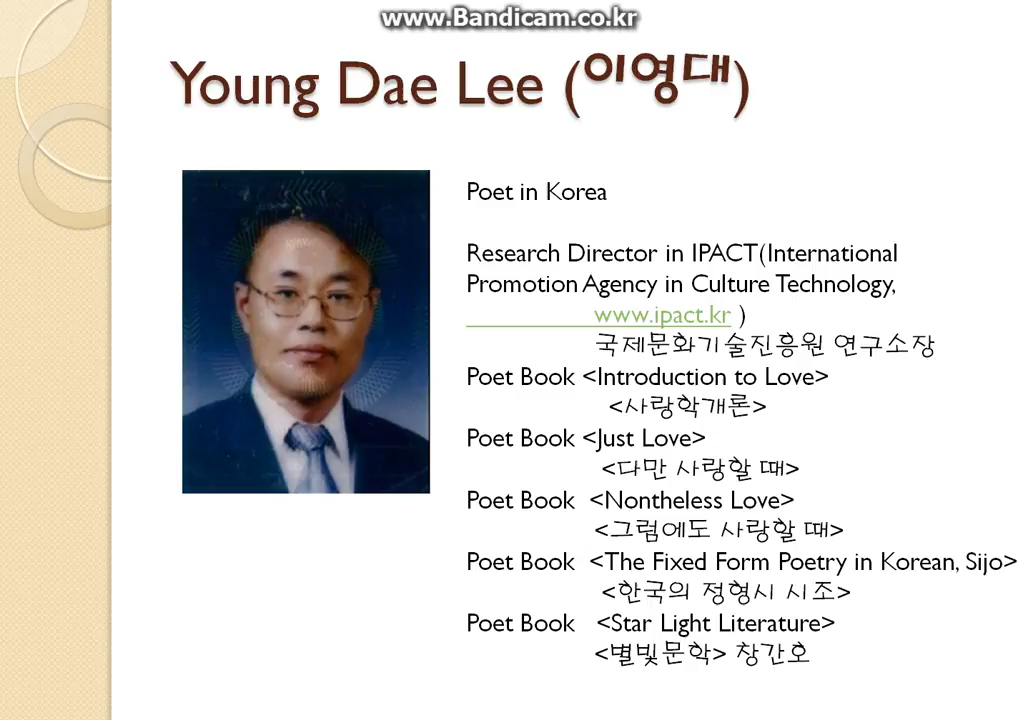 www.Bandicam.co.kr
Young Dae Lee (이영대)
Poet in Korea
Research Director in IPACT(International
Promotion Agency in Culture Technology,
www.ipact.kr )
국제문화기술진흥원 연구소장
Poet Book <Introduction to Love>
<사랑학개론>
Poet Book <Just Love>
<다만 사랑할 때>
Poet Book <Nontheless Love>
<그럼에도 사랑할 때>
Poet Book <The Fixed Form Poetry in Korean, Sijo>
<한국의 정형시 시조>
Poet Book <Star Light Literature>
<별빛문학> 창간호